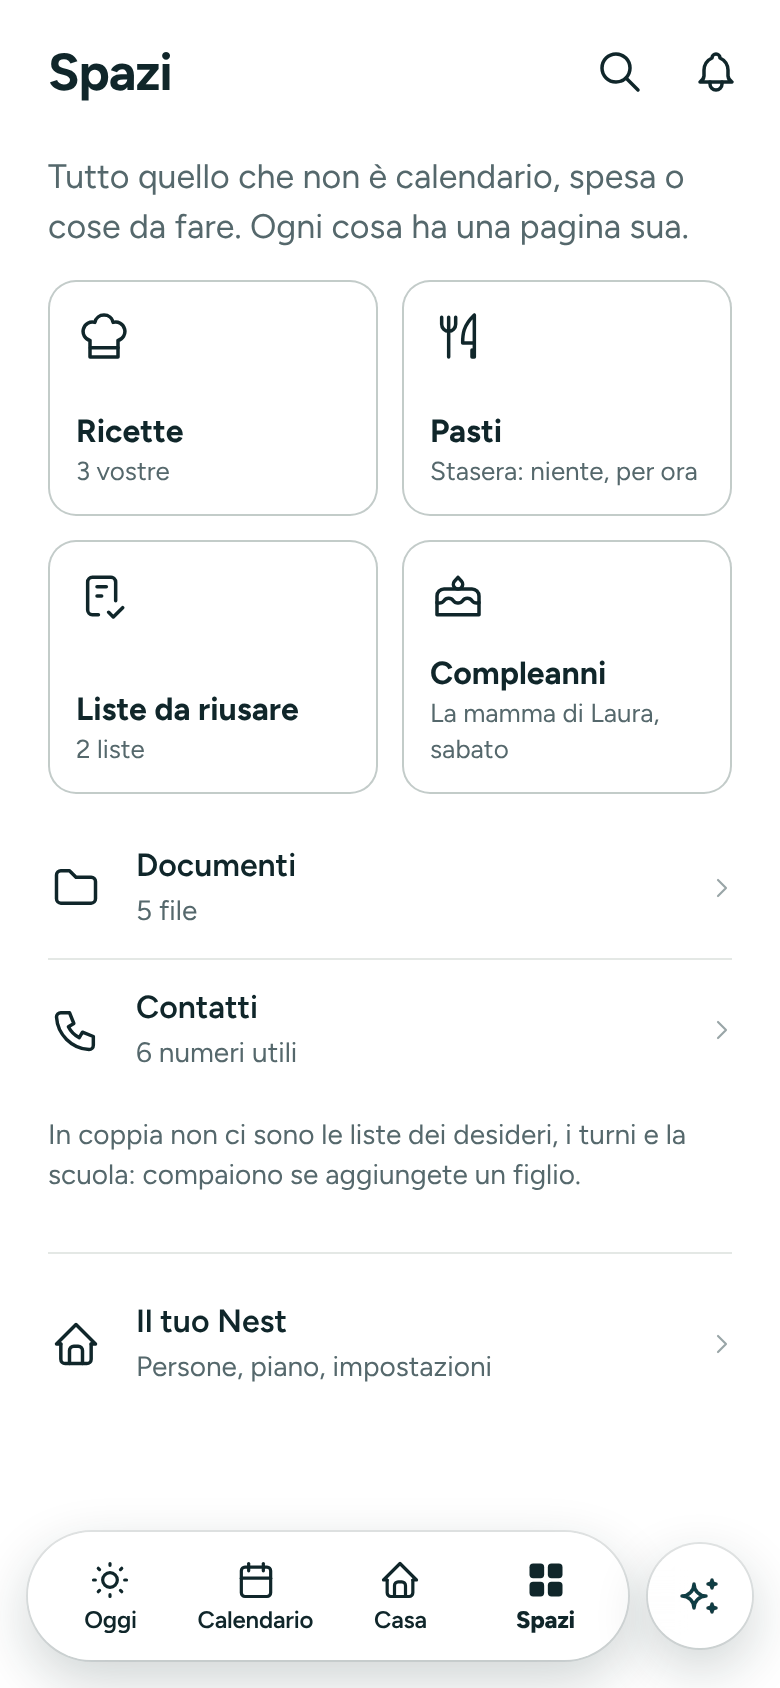 Spazi
Tutto quello che non è calendario, spesa o
cose da fare. Ogni cosa ha una pagina sua.
Ricette
3 vostre
Pasti
Stasera: niente, per ora
Liste da riusare
2 liste
Compleanni
La mamma di Laura,
sabato
Documenti
5 file
Contatti
6 numeri utili
In coppia non ci sono le liste dei desideri, i turni e la
scuola: compaiono se aggiungete un figlio.
Il tuo Nest
Persone, piano, impostazioni
Oggi
Calendario
Casa
Spazi